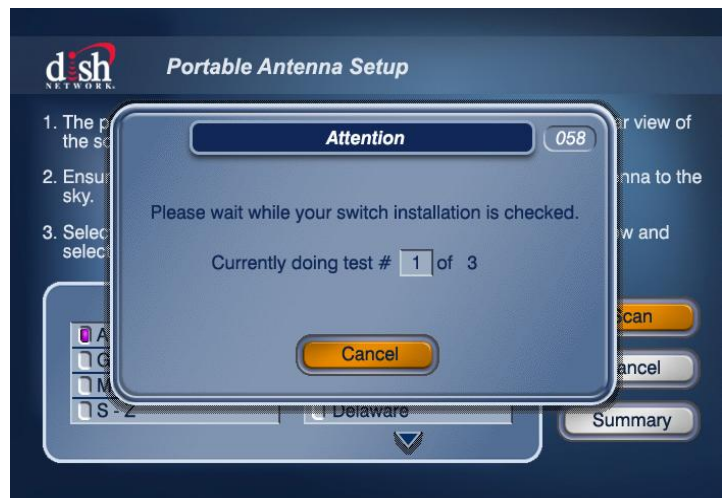 dish
NETWORK.
Portable Antenna Setup
1. The
ar view of
the
2. Ensur
nna to the
sky.
3. Selec
w and
selec
Attention
058
Please wait while your switch installation is checked.
Currently doing test # 1 of 3
Cancel
A
G
M
S - Z
Delaware
Scan
ancel
Summary